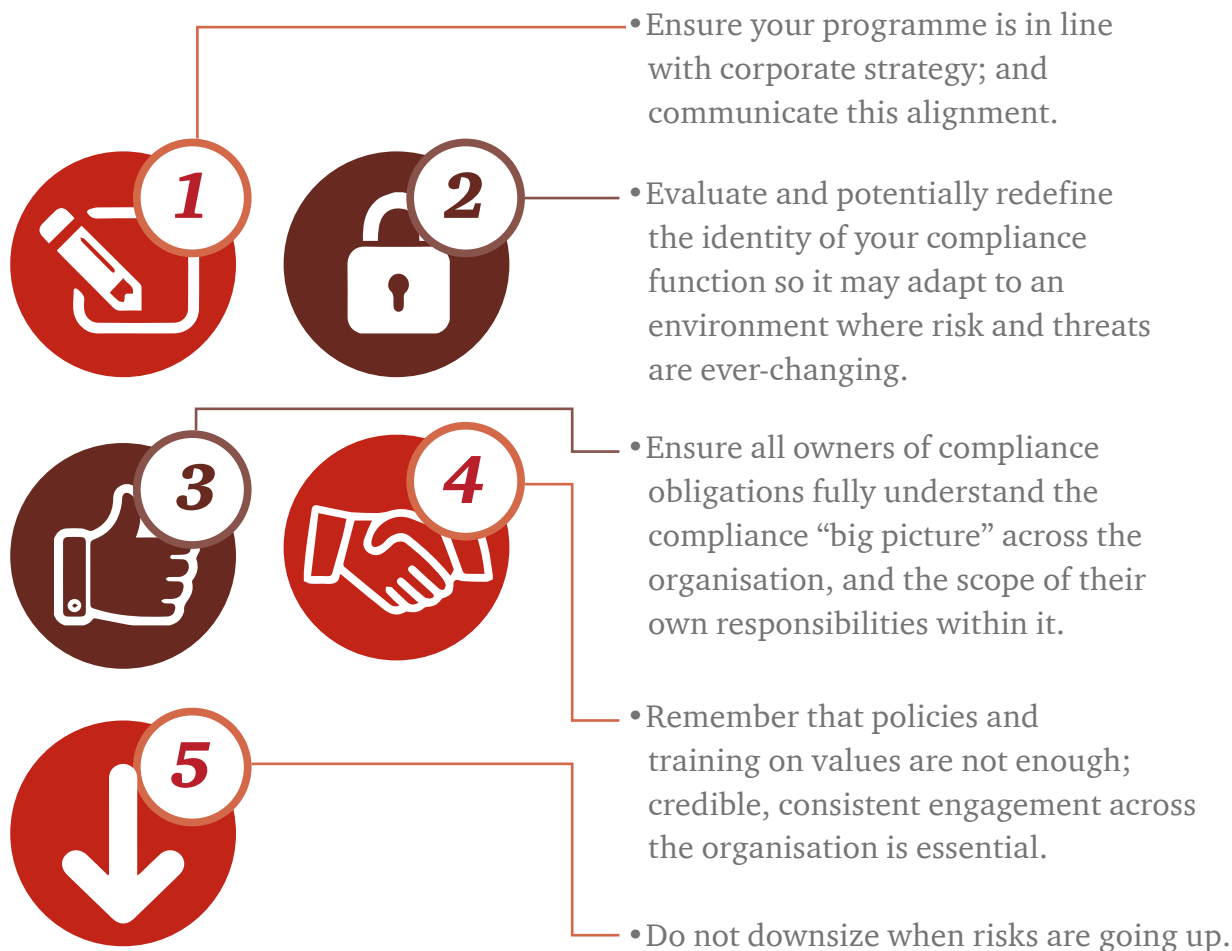 • Ensure your programme is in line
with corporate strategy; and
communicate this alignment.
1
2
• Evaluate and potentially redefine
the identity of your compliance
function so it may adapt to an
environment where risk and threats
are ever-changing.
3
4
• Ensure all owners of compliance
obligations fully understand the
compliance “big picture” across the
organisation, and the scope of their
own responsibilities within it.
5
• Remember that policies and
training on values are not enough;
credible, consistent engagement across
the organisation is essential.
• Do not downsize when risks are going up.